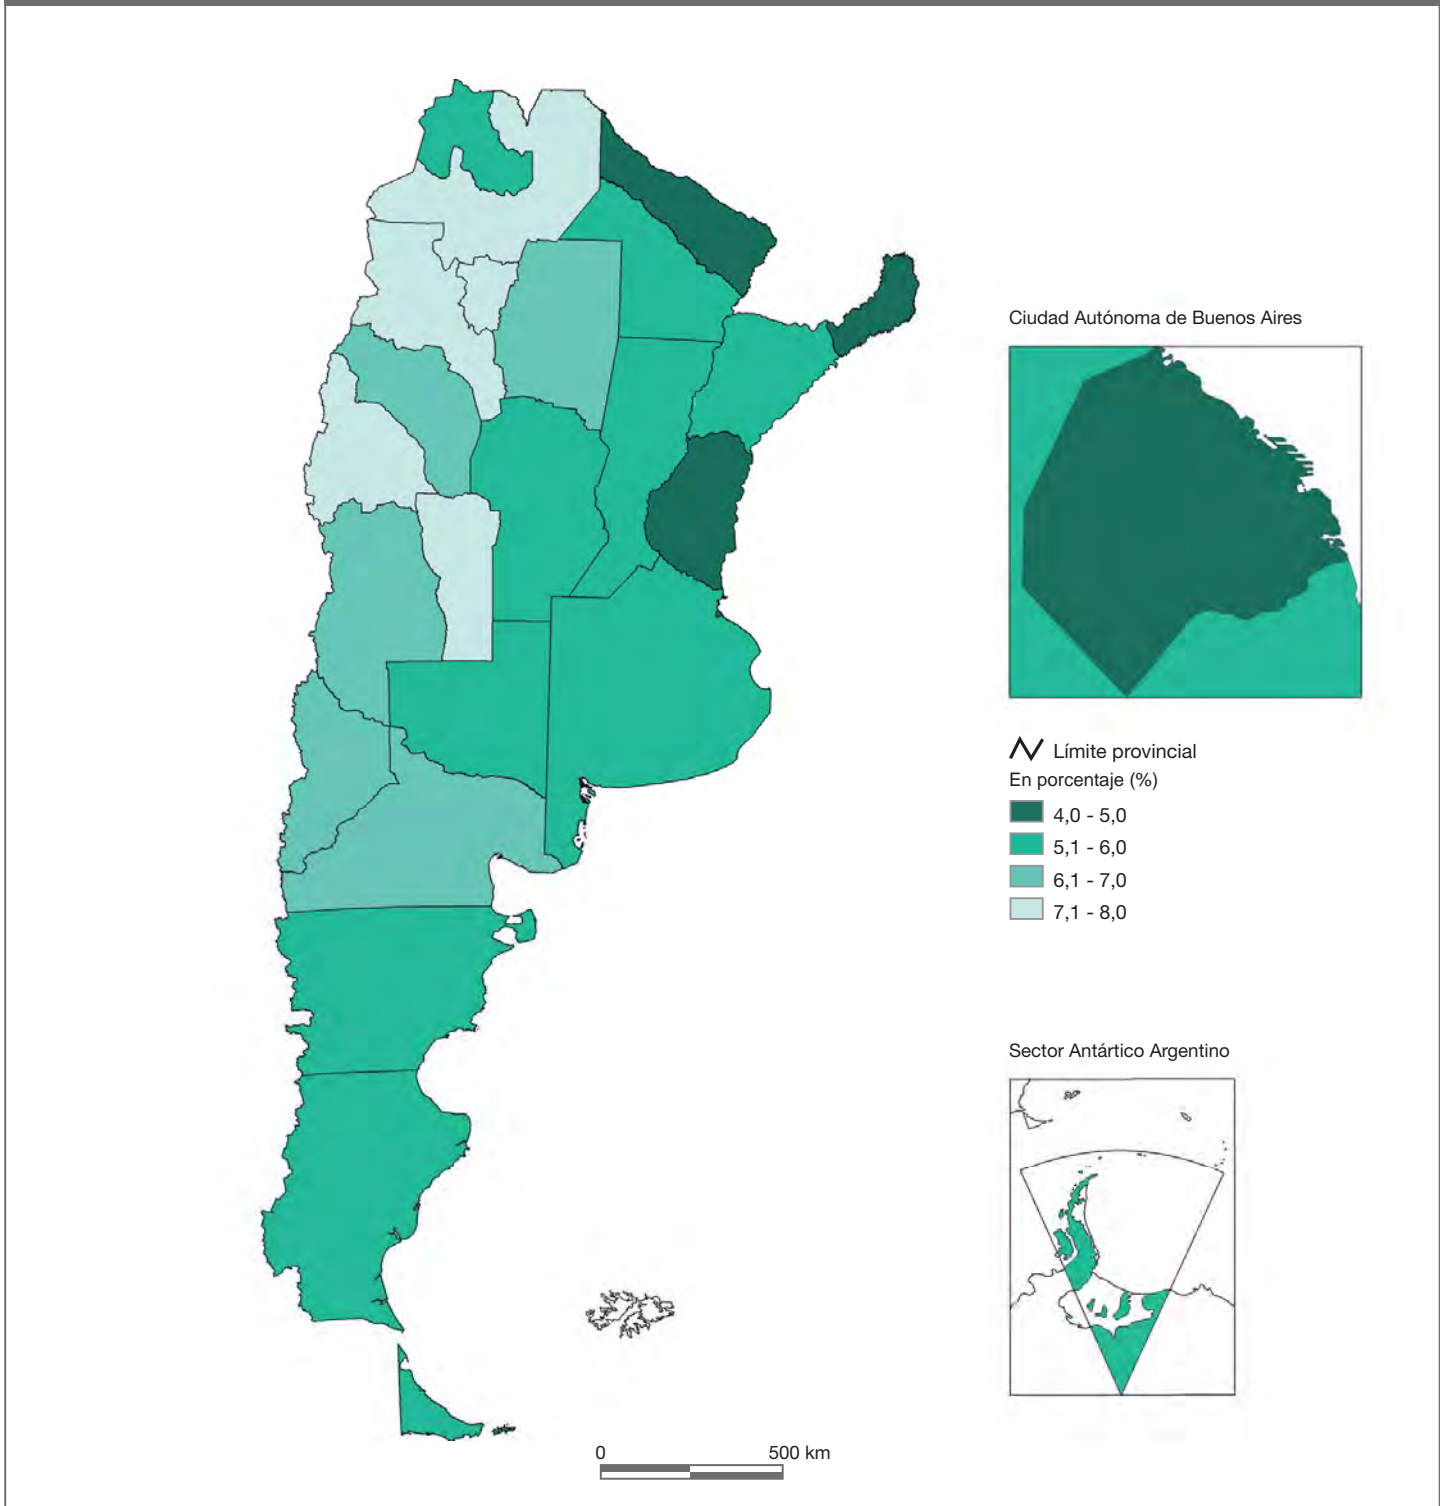 Ciudad Autónoma de Buenos Aires
Límite provincial
En porcentaje (%)
4,0 - 5,0
5,1 - 6,0
6,1 - 7,0
7,1 - 8,0
Sector Antártico Argentino
0 500 km